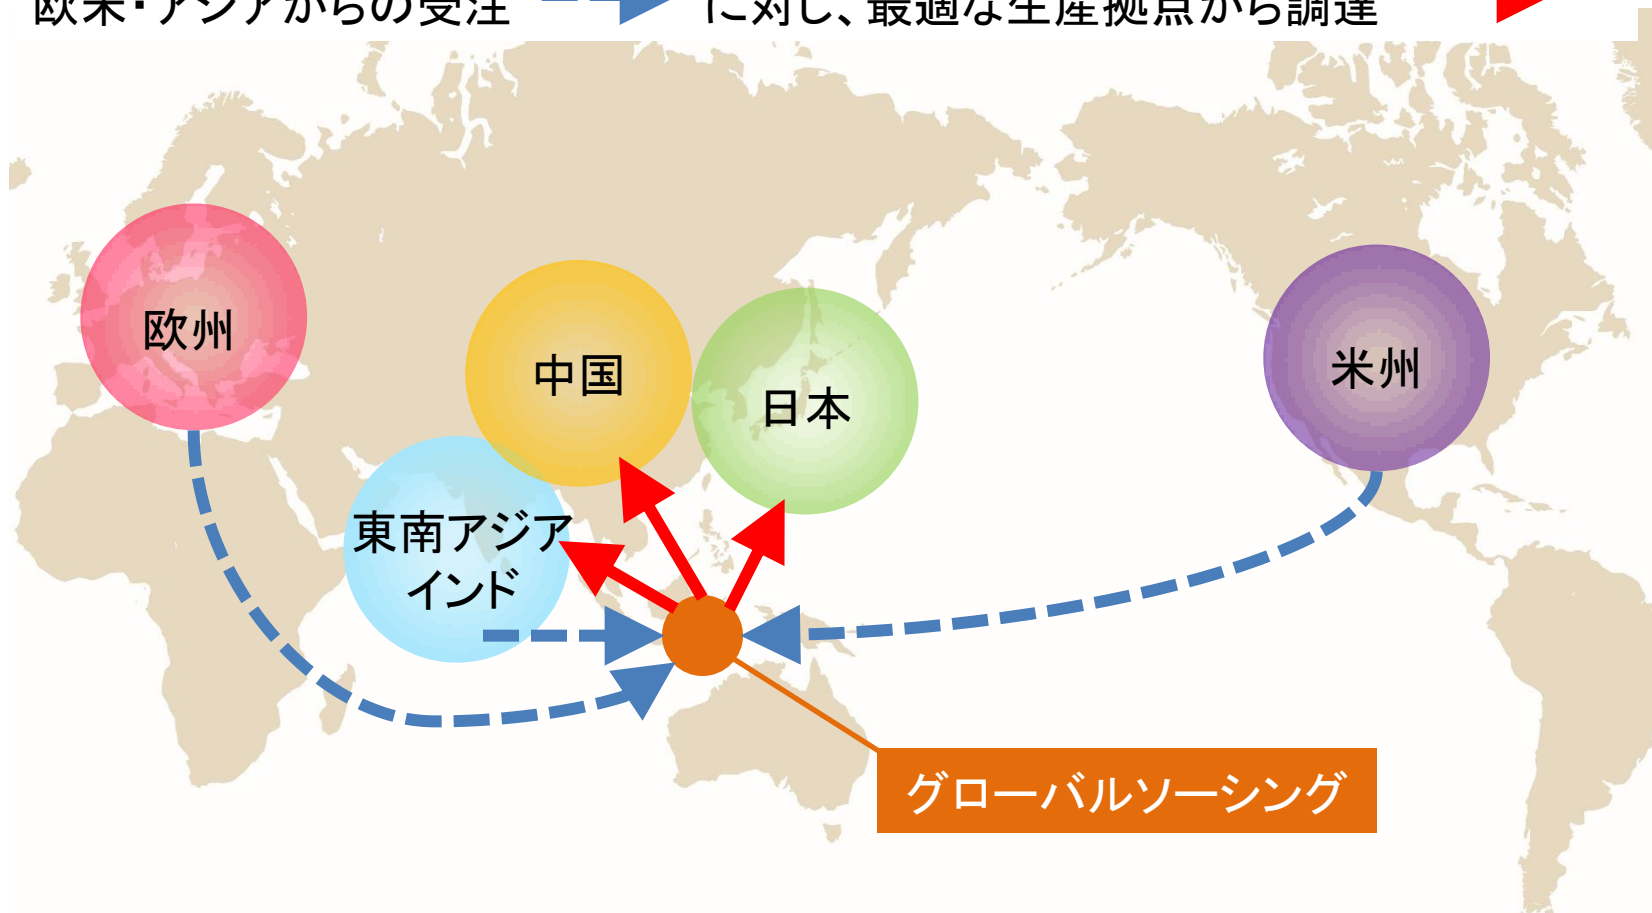 欧米・アジアからの受注 に対し、最適な生産拠点から調達
欧州
中国
日本
米州
東南アジア
インド
グローバルソーシング